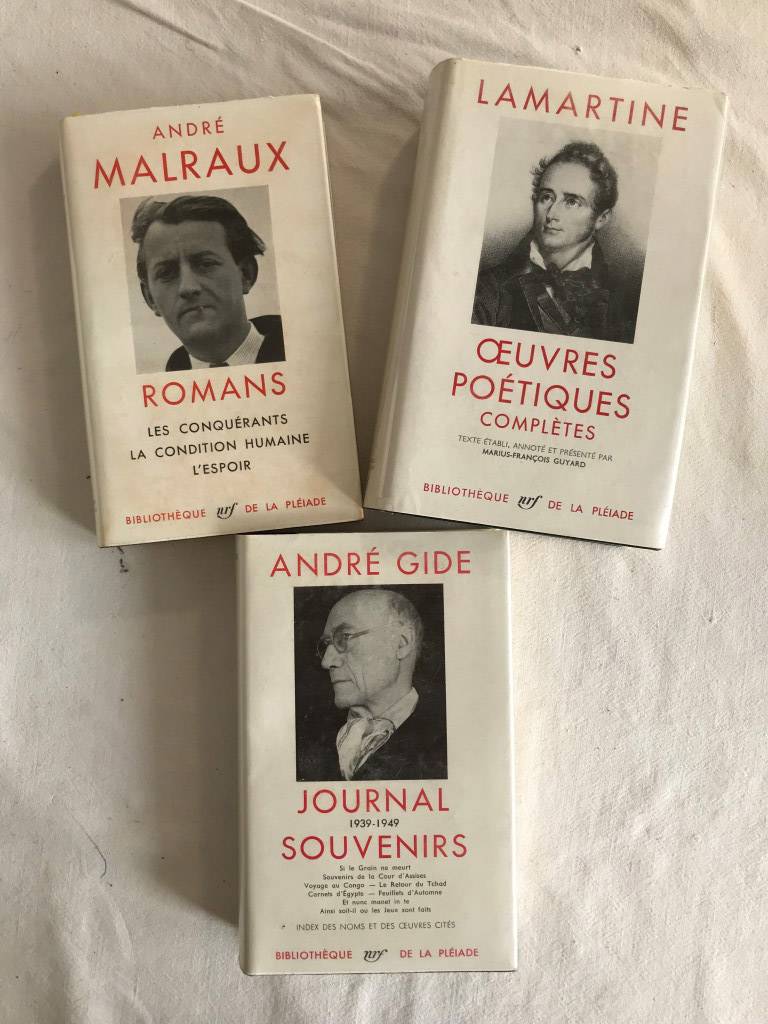 ANDRÉ
MALRAUX
ROMANS
LES CONQUÉRANTS
LA CONDITION HUMAINE
L'ESPOIR
BIBLIOTHÈQUE nrf DE LA PLÉIADE
LAMARTINE
ŒUVRES
POÉTIQUES
COMPLÈTES
TEXTE ÉTABLI, ANNOTÉ ET PRÉSENTÉ PAR
MARIUS-FRANÇOIS GUYARD
BIBLIOTHÈQUE nrf DE LA PLÉIADE
ANDRÉ GIDE
JOURNAL
1939-1949
SOUVENIRS
Si le Grain ne meurt
Souvenirs de la Cour d'Assises
Voyage au Congo — Le Retour du Tchad
Carnets d'Égypte — Feuillets d'Automne
Et nunc manet in te
Ainsi soit-il ou les Jeux sont faits
INDEX DES NOMS ET DES ŒUVRES CITÉS
BIBLIOTHÈQUE nrf DE LA PLÉIADE